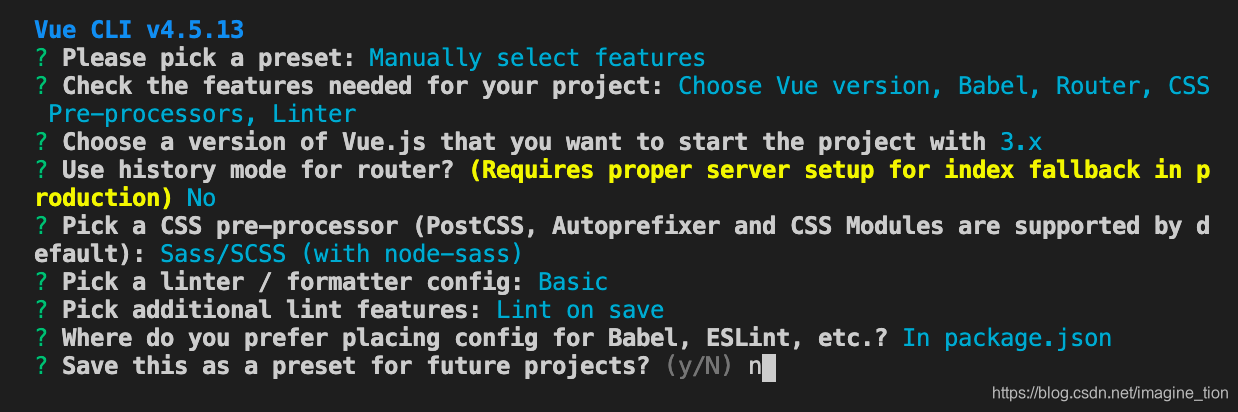 Vue CLI v4.5.13
? Please pick a preset: Manually select features
? Check the features needed for your project: Choose Vue version, Babel, Router, CSS
Pre-processors, Linter
? Choose a version of Vue.js that you want to start the project with 3.x
? Use history mode for router? (Requires proper server setup for index fallback in p
roduction) No
? Pick a CSS pre-processor (PostCSS, Autoprefixer and CSS Modules are supported by d
efault): Sass/SCSS (with node-sass)
? Pick a linter / formatter config: Basic
? Pick additional lint features: Lint on save
? Where do you prefer placing config for Babel, ESLint, etc.? In package.json
? Save this as a preset for future projects? (y/N) n
https://blog.csdn.net/imagine_tion